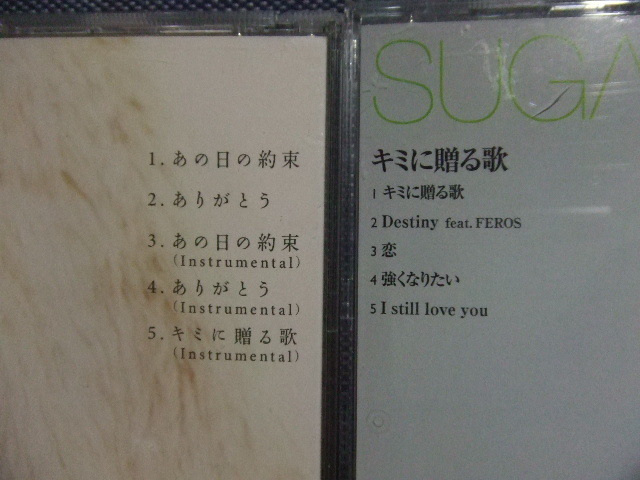 1. あの日の約束
2. ありがとう
3. あの日の約束
(Instrumental)
4. ありがとう
(Instrumental)
5. キミに贈る歌
(Instrumental)
SUGA
キミに贈る歌
1 キミに贈る歌
2 Destiny feat. FEROS
3 恋
4 強くなりたい
5 I still love you